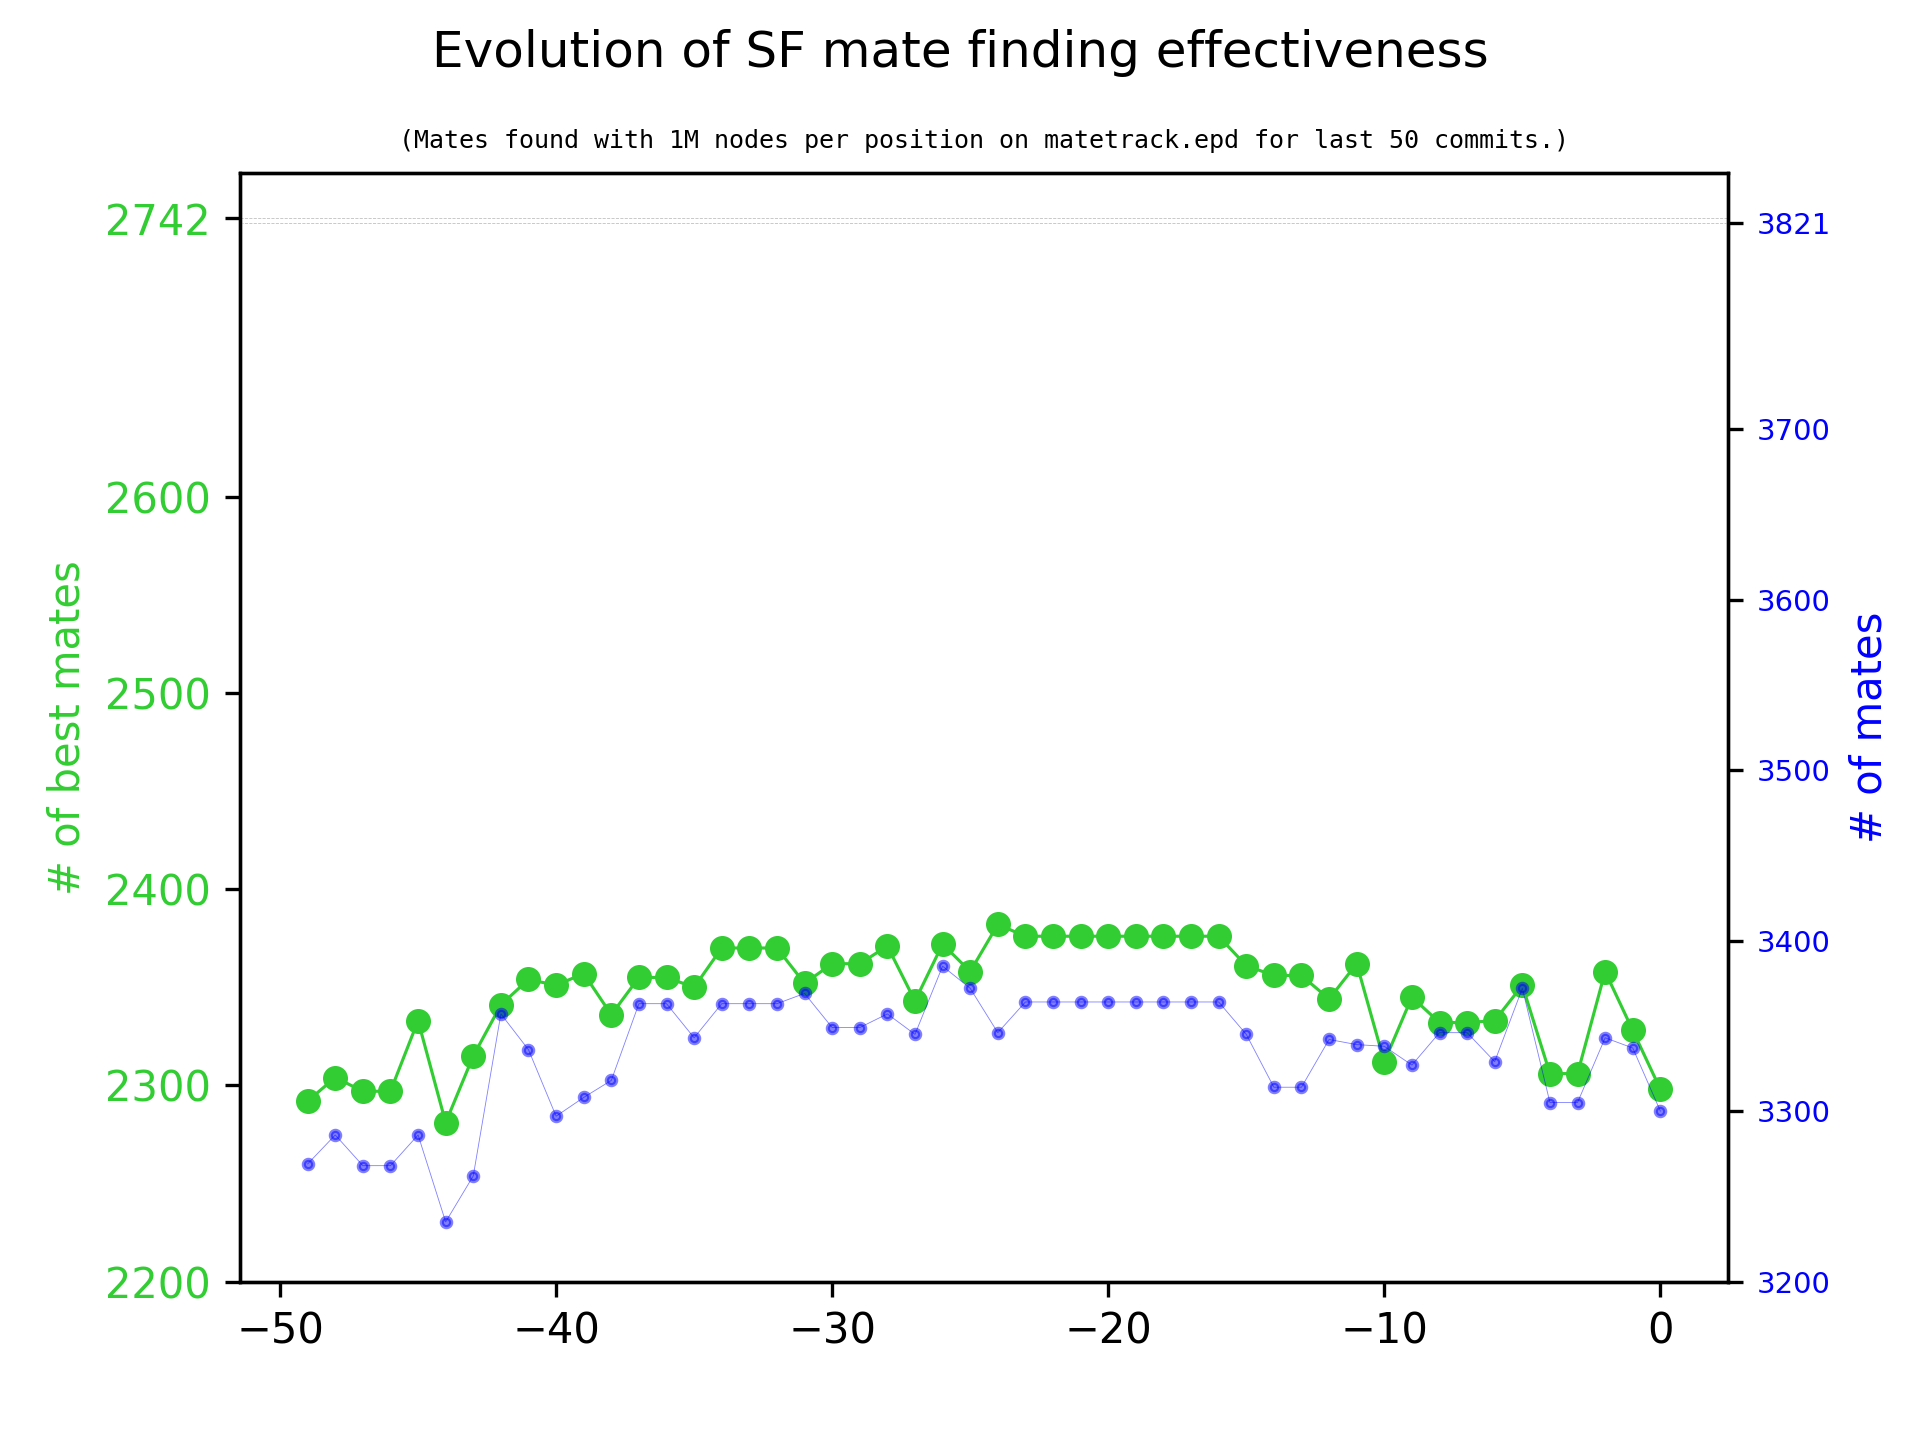 Evolution of SF mate finding effectiveness
(Mates found with 1M nodes per position on matetrack.epd for last 50 commits.)
2742
2600
2500
2400
2300
2200
# of best mates
3821
3700
3600
3500
3400
3300
3200
# of mates
−50 −40 −30 −20 −10 0